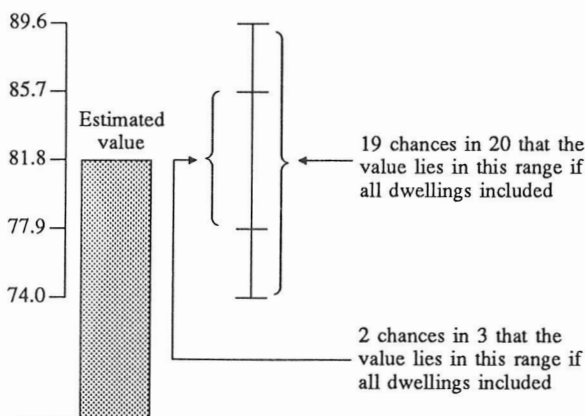 89.6
85.7
Estimated
value
81.8
77.9
74.0
19 chances in 20 that the
value lies in this range if
all dwellings included
2 chances in 3 that the
value lies in this range if
all dwellings included